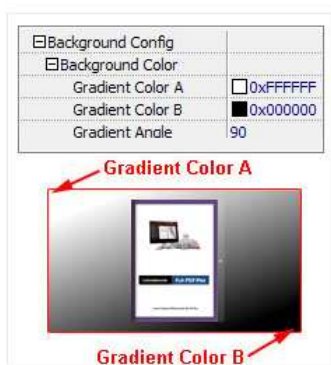 Background Config
Background Color
Gradient Color A 0xFFFFFF
Gradient Color B 0x000000
Gradient Angle 90
Gradient Color A
Gradient Color B